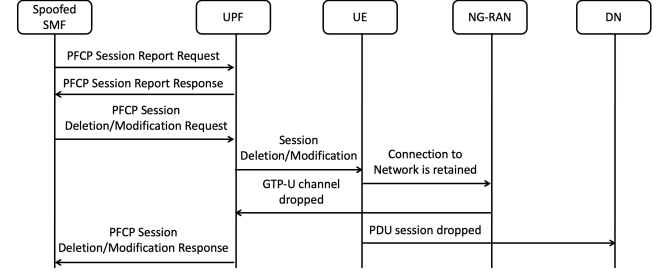 Spoofed
SMF
UPF
UE
NG-RAN
DN
PFCP Session Report Request
PFCP Session Report Response
PFCP Session
Deletion/Modification Request
Session
Deletion/Modification
Connection to
Network is retained
GTP-U channel
dropped
PFCP Session
Deletion/Modification Response
PDU session dropped